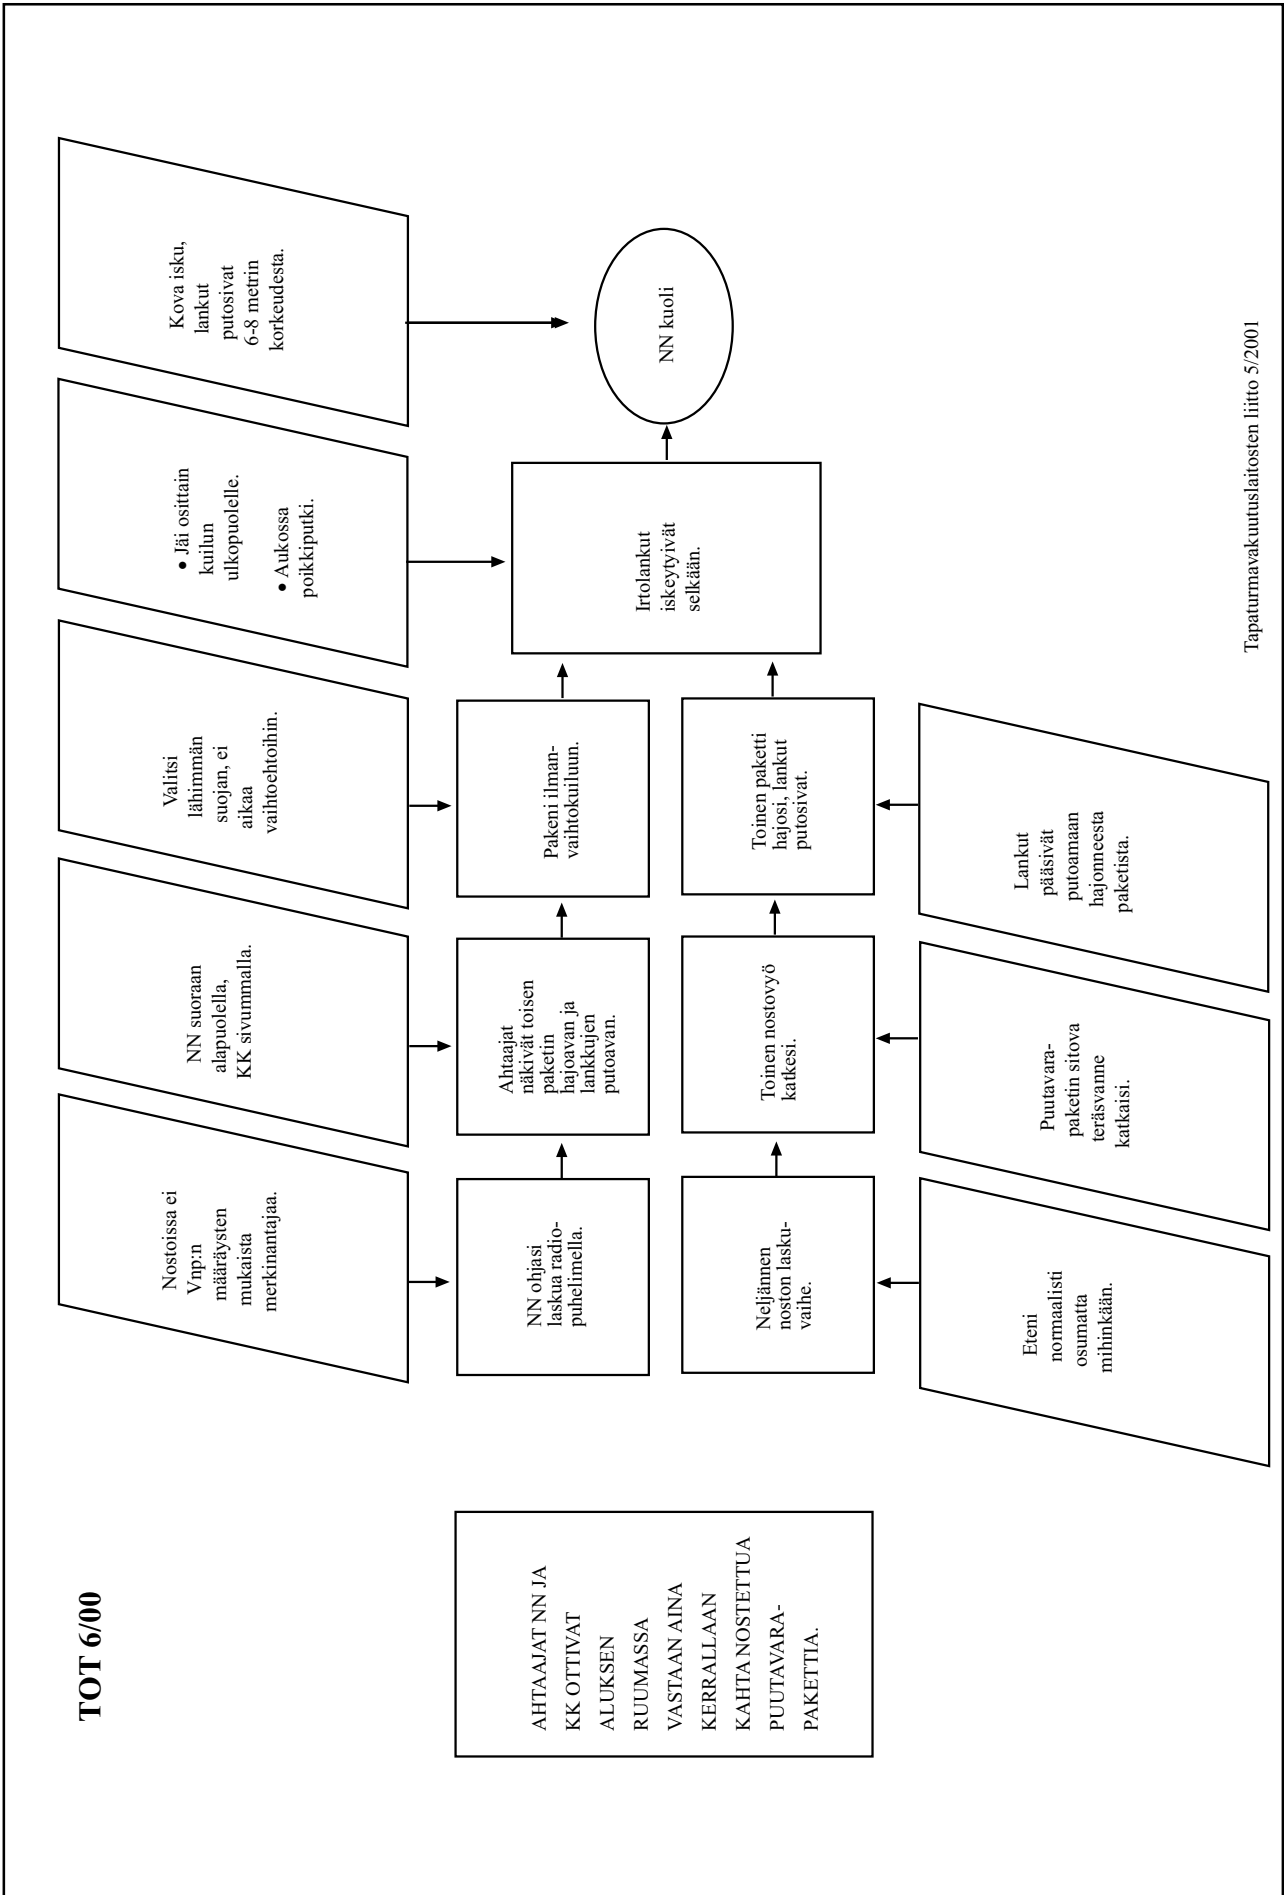 TOT 6/00
AHTAAJAT NN JA
KK OTTIVAT
ALUKSEN
RUUMASSA
VASTAAN AINA
KERRALLAAN
KAHTA NOSTETTUA
PUUTAVARA-
PAKETTIA.
Nostoissa ei
Vnp:n
määräysten
mukaista
merkinantajaa.
NN suoraan
alapuolella,
KK sivummalla.
Valitsi
lähimmän
suojan, ei
aikaa
vaihtoehtoihin.
• Jäi osittain
kuilun
ulkopuolelle.
• Aukossa
poikkiputki.
Kova isku,
lankut
putosivat
6-8 metrin
korkeudesta.
NN ohjasi
laskua radio-
puhelimella.
Ahtaajat
näkivät toisen
paketin
hajoavan ja
lankkujen
putoavan.
Pakeni ilman-
vaihtokuiluun.
Irtolankut
iskeytyivät
selkään.
NN kuoli
Neljännen
noston lasku-
vaihe.
Toinen nostovyö
katkesi.
Toinen paketti
hajosi, lankut
putosivat.
Eteni
normaalisti
osumatta
mihinkään.
Puutavara-
paketin sitova
teräsvanne
katkaisi.
Lankut
pääsivät
putoamaan
hajonneesta
paketista.
Tapaturmavakuutuslaitosten liitto 5/2001